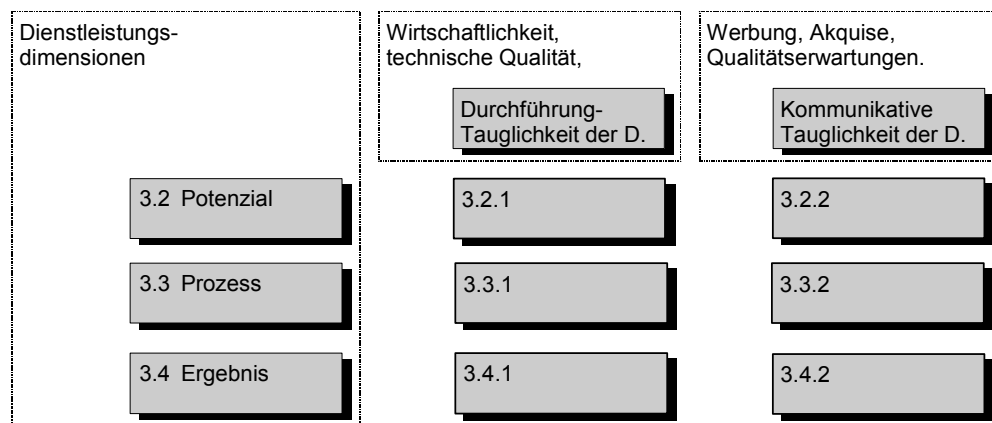 Dienstleistungs-
dimensionen
Wirtschaftlichkeit,
technische Qualität,
Werbung, Akquise,
Qualitätserwartungen.
Durchführung-
Tauglichkeit der D.
Kommunikative
Tauglichkeit der D.
3.2 Potenzial
3.2.1
3.2.2
3.3 Prozess
3.3.1
3.3.2
3.4 Ergebnis
3.4.1
3.4.2